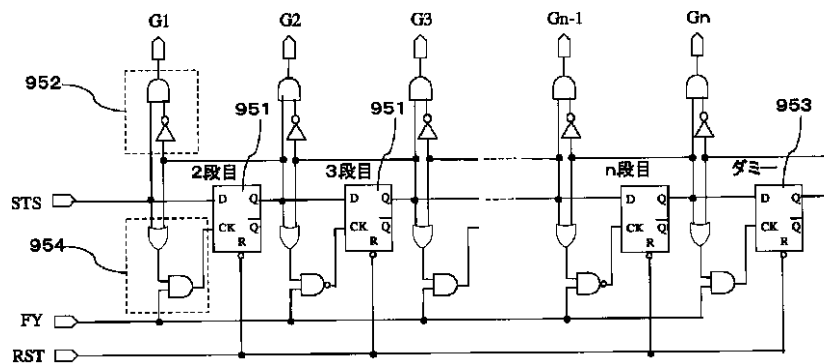 G1 G2 G3 Gn-1 Gn
952
951
951
953
2段目
3段目
n段目
ダミー
STS
D Q
D Q
D Q
D Q
CK Q
CK Q
CK Q
CK Q
R
R
R
R
954
FY
RST